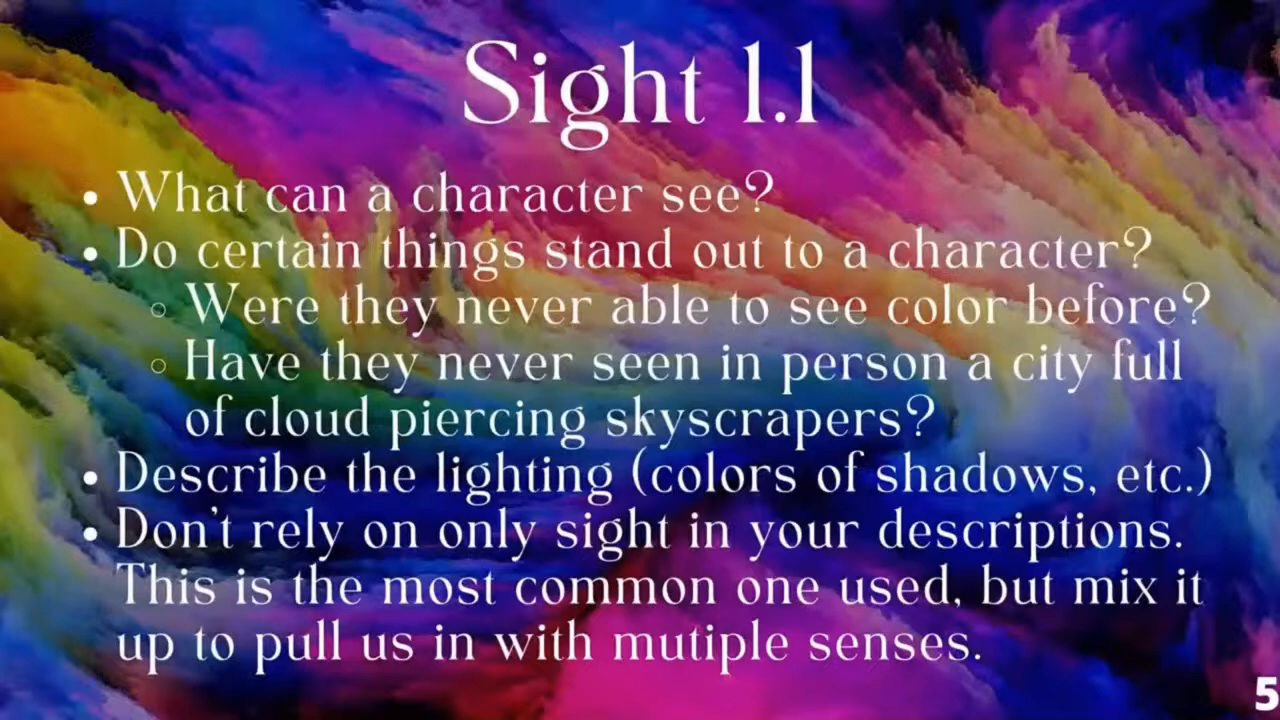 Sight 1.1
• What can a character see?
• Do certain things stand out to a character?
○ Were they never able to see color before?
○ Have they never seen in person a city full
of cloud piercing skyscrapers?
• Describe the lighting (colors of shadows, etc.)
• Don't rely on only sight in your descriptions.
This is the most common one used, but mix it
up to pull us in with mutiple senses.
5